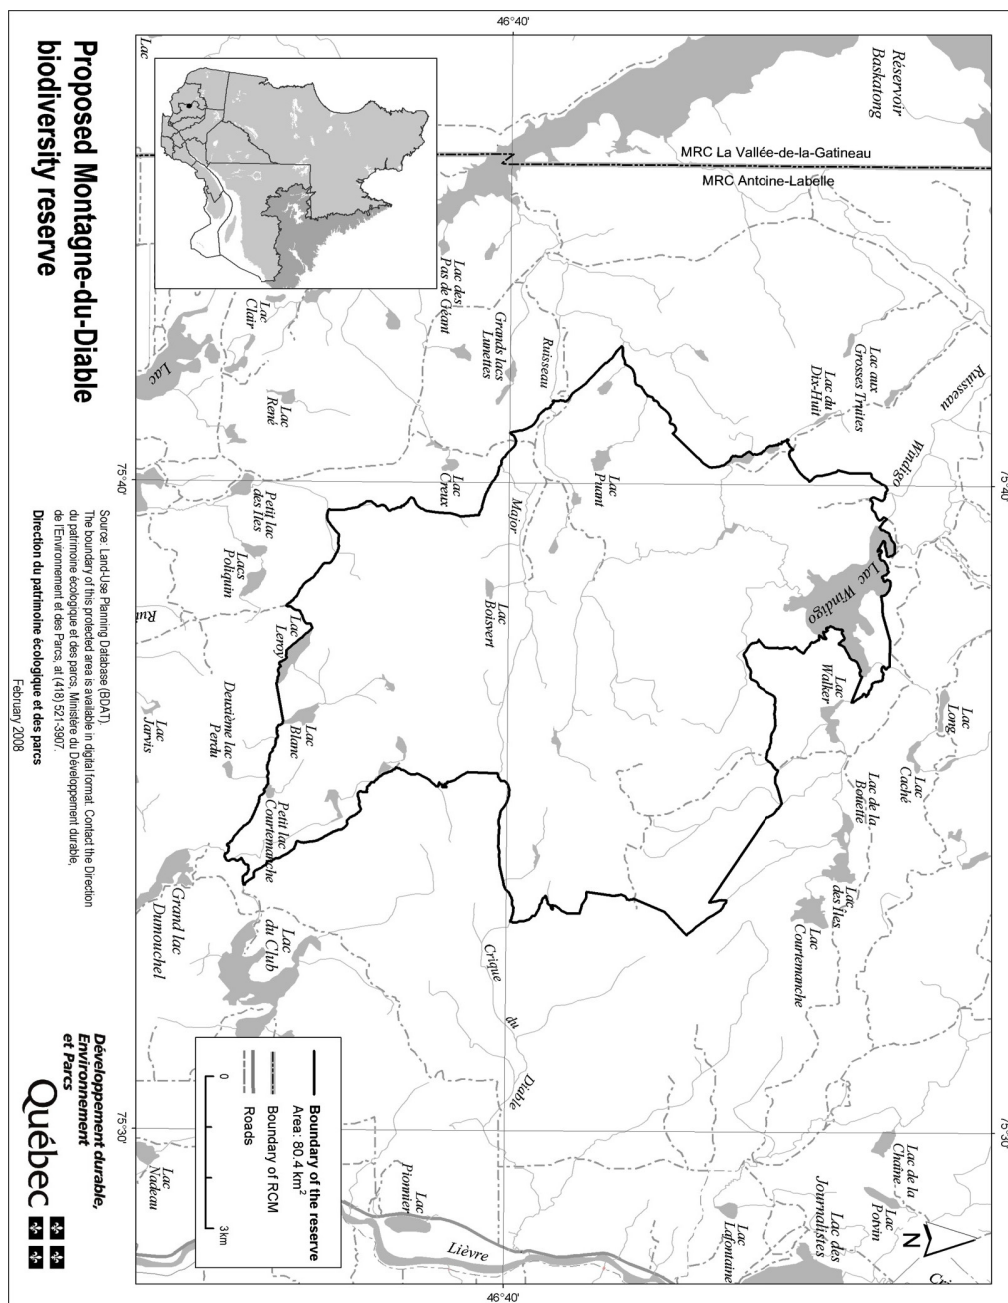 Proposed Montagne-du-Diable
biodiversity reserve
Source: Land-Use Planning Database (BDAT).
The boundary of this protected area is available in digital format. Contact the Direction
du patrimoine écologique et des parcs, Ministère du Développement durable,
de l'Environnement et des Parcs, at (418) 521-3907.
Direction du patrimoine écologique et des parcs
February 2008
Développement durable,
Environnement
et Parcs
Québec
75°40'
75°30'
75°40'
75°30'
46°40'
46°40'
Réservoir
Baskatong
MRC La Vallée-de-la-Gatineau
MRC Antoine-Labelle
Ruisseau
Windigo
Lac aux
Grosses Truites
Lac du
Dix-Huit
Lac Windigo
Lac
Walker
Lac
Long
Lac
Caché
Lac de la
Bouette
Lac
des Îles
Lac
Courtemanche
Lac de la
Chaîne
Lac
Potvin
Lac des
Journalistes
Lac
Lafontaine
N
Cri
Lac
Puant
Ruisseau
Major
Grands lacs
Lunettes
Lac des
Pas de Géant
Lac
Creux
Lac
Boisvert
Crique
du
Diable
Lac
Pionnier
Lièvre
Lac
Lac
Clair
Lac
Lac
René
Petit lac
des Îles
Lacs
Poliquin
Rui
Lac
Leroy
Lac
Blanc
Deuxième lac
Perdu
Lac
Jarvis
Petit lac
Courtemanche
Grand lac
Dumouchel
Lac
du Club
Lac
Nadeau
Boundary of the reserve
Area: 80.4 km²
Boundary of RCM
Roads
0
3km